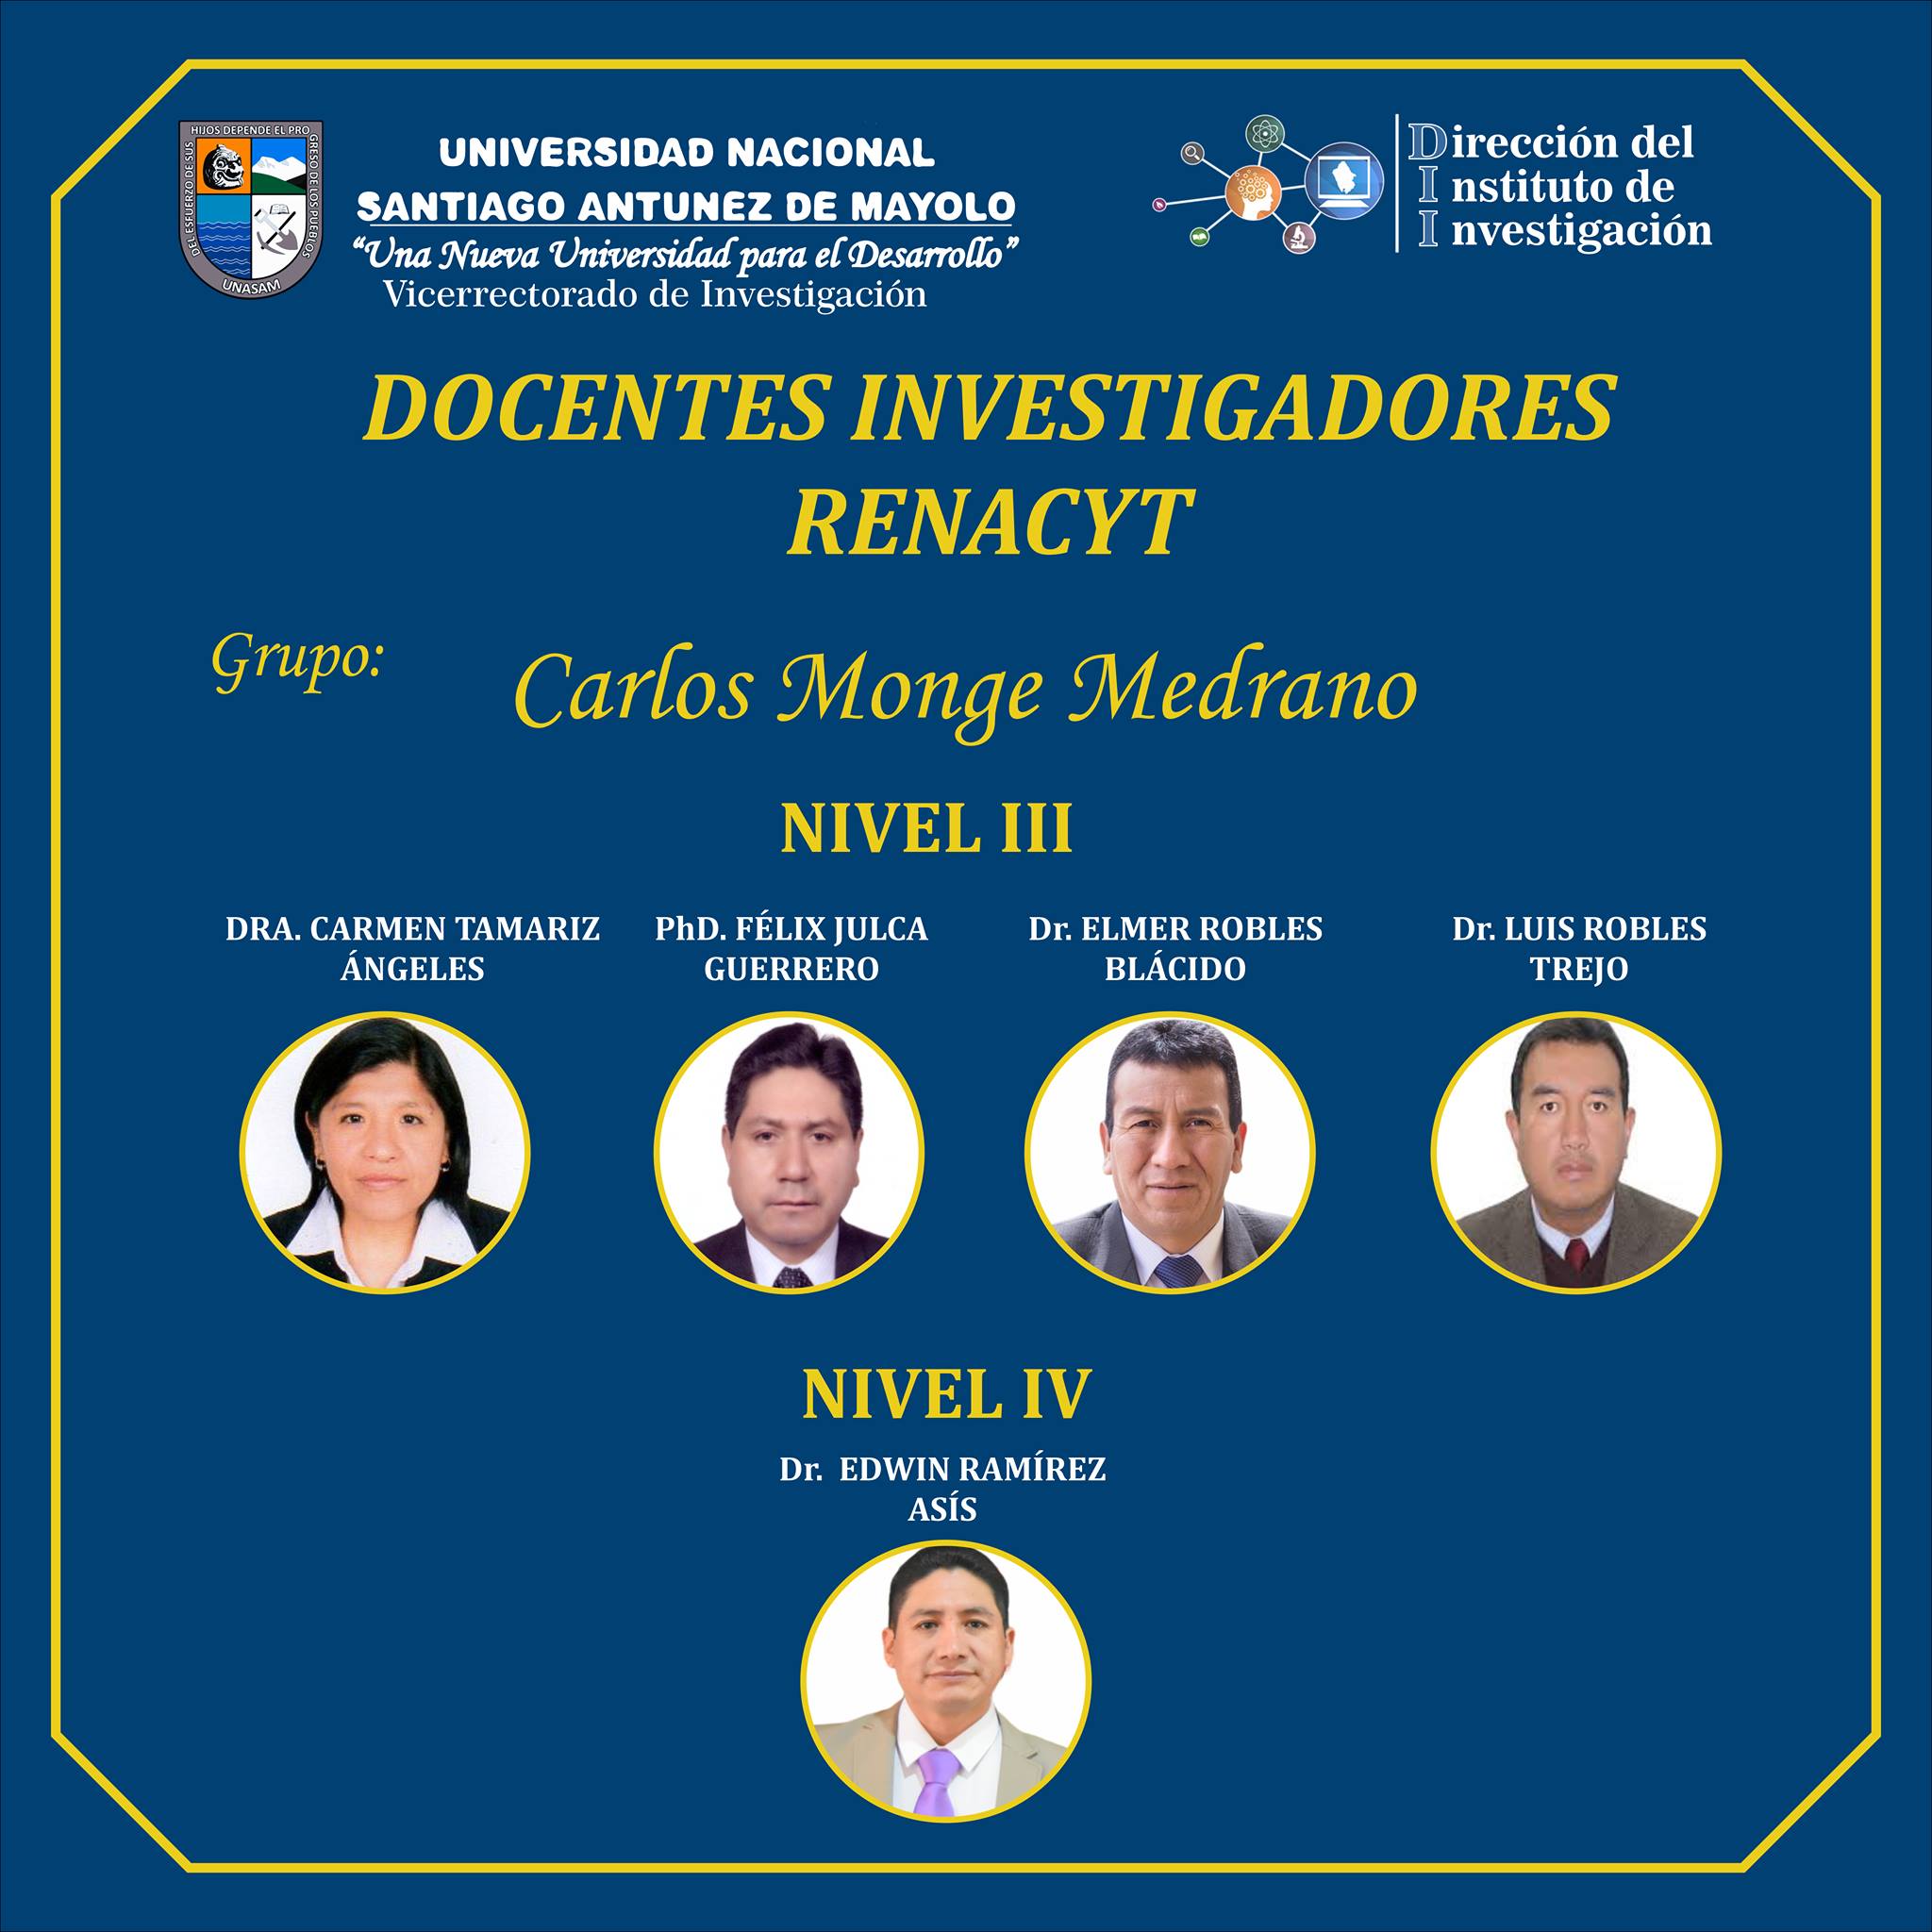 HIJOS DEPENDE EL PRO
DEL ESFUERZO DE SUS
GRESO DE LOS PUEBLOS
UNASAM
UNIVERSIDAD NACIONAL
SANTIAGO ANTUNEZ DE MAYOLO
“Una Nueva Universidad para el Desarrollo”
Vicerrectorado de Investigación
Dirección del
Instituto de
Investigación
DOCENTES INVESTIGADORES
RENACYT
Grupo:
Carlos Monge Medrano
NIVEL III
DRA. CARMEN TAMARIZ
ÁNGELES
PhD. FÉLIX JULCA
GUERRERO
Dr. ELMER ROBLES
BLÁCIDO
Dr. LUIS ROBLES
TREJO
NIVEL IV
Dr. EDWIN RAMÍREZ
ASÍS